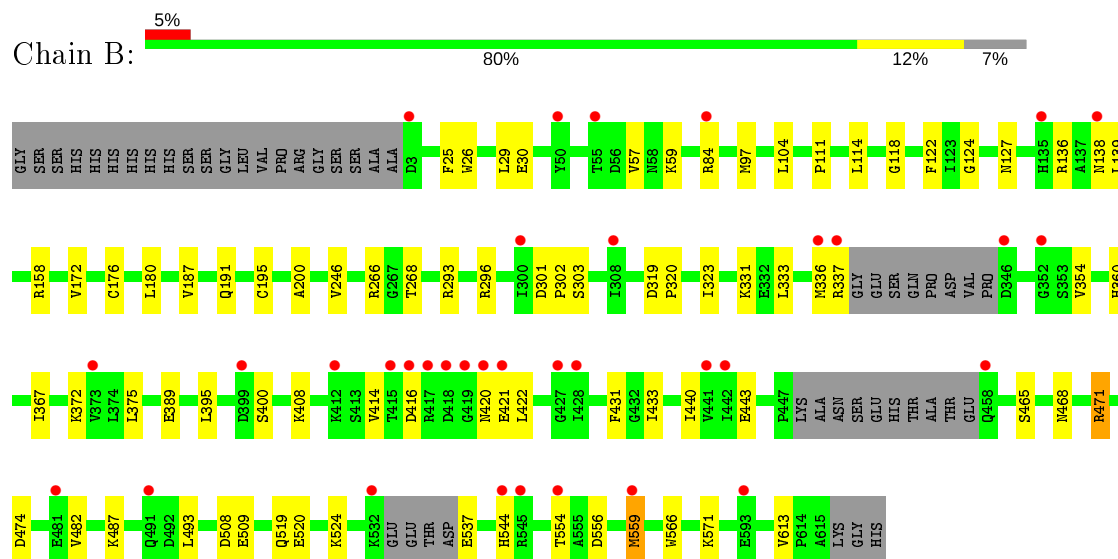 5%
Chain B:
80% 12% 7%
GLY SER SER HIS HIS HIS HIS HIS HIS SER SER GLY LEU VAL PRO ARG GLY SER SER ALA ALA D3 F25 W26 L29 E30 Y50 T55 D56 V57 N58 K59 R84 M97 L104 P111 L114 G118 F122 I123 G124 N127 H135 R136 A137 N138 L139
R158 V172 C176 L180 V187 Q191 C195 A200 V246 R266 G267 T268 R293 R296 I300 D301 P302 S303 I308 D319 P320 I323 K331 E332 L333 M336 R337 GLY GLU SER GLN PRO ASP VAL PRO D346 G352 S353 V354 H360
I367 K372 V373 L374 L375 E389 L395 D399 S400 K408 K412 S413 V414 T415 D416 R417 D418 G419 N420 E421 L422 G427 I428 F431 G432 I433 I440 V441 I442 E443 P447 LYS ALA ASN SER GLU HIS THR ALA THR GLU Q458 S465 N468 R471
D474 E481 V482 K487 Q491 D492 L493 D508 E509 Q519 E520 K524 K532 GLU GLU THR ASP E537 H544 R545 T554 A555 D556 M559 W566 K571 E593 V613 P614 A615 LYS GLY HIS